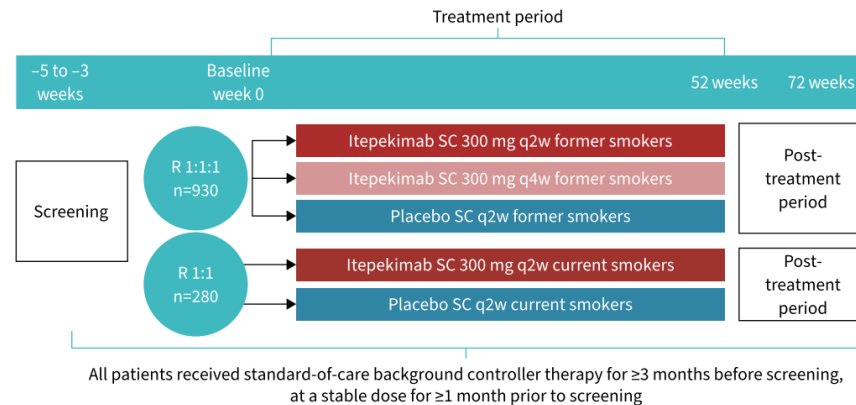 Treatment period
–5 to –3
weeks
Baseline
week 0
52 weeks
72 weeks
Screening
R 1:1:1
n=930
Itepekimab SC 300 mg q2w former smokers
Itepekimab SC 300 mg q4w former smokers
Placebo SC q2w former smokers
Post-
treatment
period
R 1:1
n=280
Itepekimab SC 300 mg q2w current smokers
Placebo SC q2w current smokers
Post-
treatment
period
All patients received standard-of-care background controller therapy for ≥3 months before screening,
at a stable dose for ≥1 month prior to screening